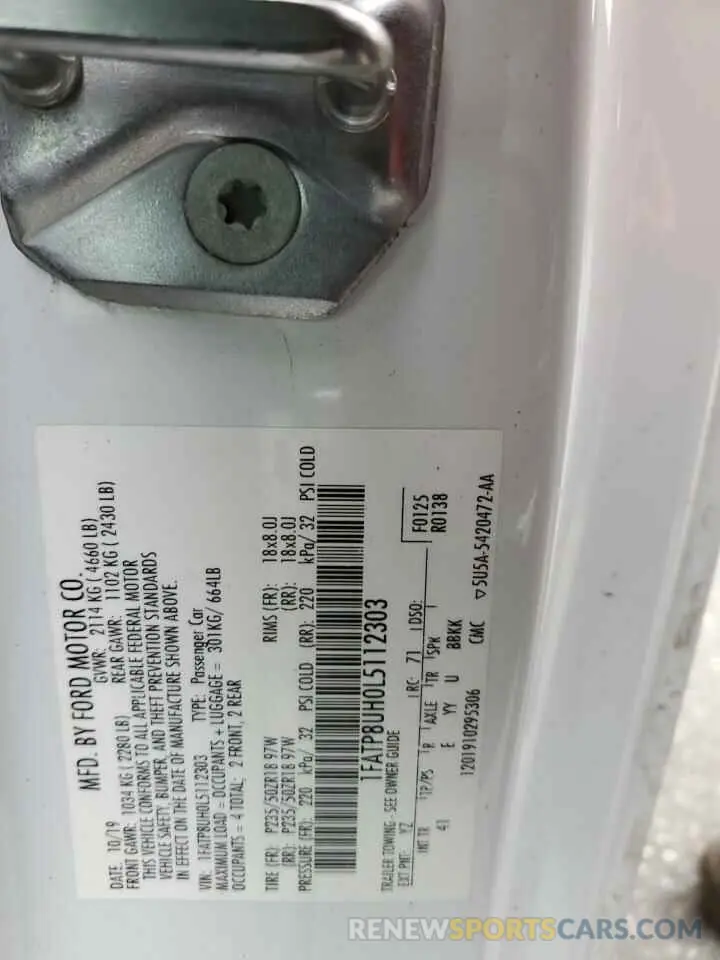 MFD. BY FORD MOTOR CO.
DATE: 10/19 GVWR: 2114 KG ( 4660 LB)
FRONT GAWR: 1034 KG ( 2280 LB) REAR GAWR: 1102 KG ( 2430 LB)
THIS VEHICLE CONFORMS TO ALL APPLICABLE FEDERAL MOTOR
VEHICLE SAFETY, BUMPER, AND THEFT PREVENTION STANDARDS
IN EFFECT ON THE DATE OF MANUFACTURE SHOWN ABOVE.
VIN: 1FATP8UH0L5112303 TYPE: Passenger Car
MAXIMUM LOAD = OCCUPANTS + LUGGAGE = 301KG/ 664LB
OCCUPANTS = 4 TOTAL; 2 FRONT, 2 REAR
TIRE (FR): P235/50ZR18 97W RIMS (FR): 18x8.0J
(RR): P235/50ZR18 97W (RR): 18x8.0J
PRESSURE (FR): 220 kPa/ 32 PSI COLD (RR): 220 kPa/ 32 PSI COLD
1FATP8UH0L5112303
TRAILER TOWING - SEE OWNER GUIDE
F0125
R0138
EXT PNT: YZ RC: 71 DSO:
INT TR TP/PS R AXLE TR SPK
41 E YY U BBKK
1201910295306 CMC ▽5U5A-5420472-AA
RENEWSPORTSCARS.COM